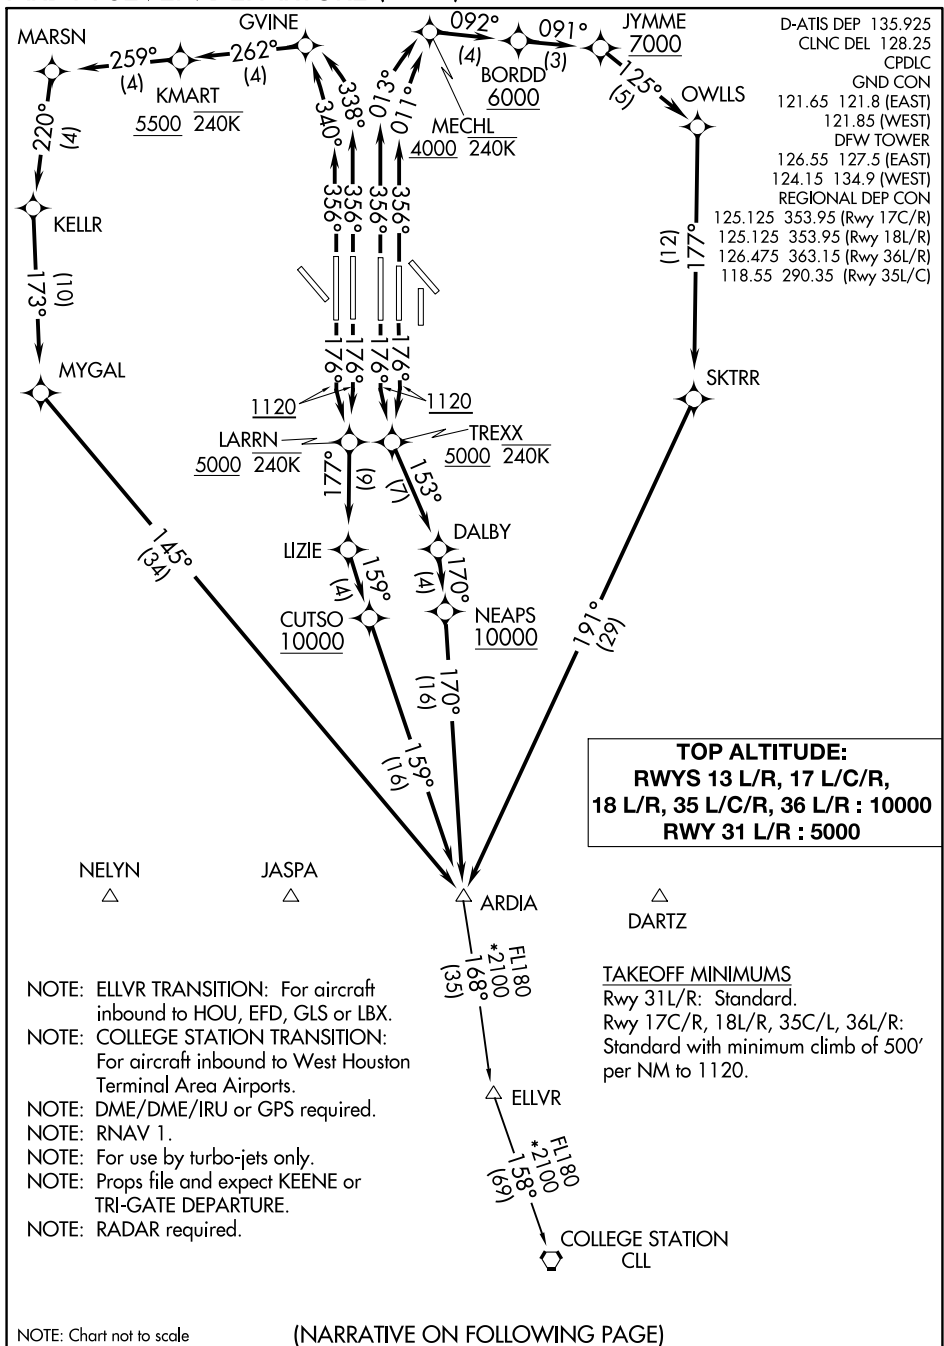 MARSN
259°
(4)
KMART
5500 240K
262°
(4)
GVINE
220°
(4)
KELLR
173°
(10)
MYGAL
340°
338°
013°
011°
356°
356°
356°
356°
092°
(4)
MECHL
4000 240K
BORDD
6000
091°
(3)
JYMME
7000
125°
(5)
OWLLS
177°
(12)
SKTRR
D-ATIS DEP 135.925
CLNC DEL 128.25
CPDLC
GND CON
121.65 121.8 (EAST)
121.85 (WEST)
DFW TOWER
126.55 127.5 (EAST)
124.15 134.9 (WEST)
REGIONAL DEP CON
125.125 353.95 (Rwy 17C/R)
125.125 353.95 (Rwy 18L/R)
126.475 363.15 (Rwy 36L/R)
118.55 290.35 (Rwy 35L/C)
176°
176°
176°
176°
1120
1120
LARRN
5000 240K
TREXX
5000 240K
177°
(9)
153°
(7)
LIZIE
159°
(4)
CUTSO
10000
DALBY
170°
(4)
NEAPS
10000
145°
(34)
191°
(29)
159°
(16)
170°
(16)
TOP ALTITUDE:
RWYS 13 L/R, 17 L/C/R,
18 L/R, 35 L/C/R, 36 L/R : 10000
RWY 31 L/R : 5000
NELYN
JASPA
ARDIA
DARTZ
FL180
*2100
168°
(35)
ELLVR
FL180
*2100
158°
(69)
COLLEGE STATION
CLL
NOTE: ELLVR TRANSITION: For aircraft
inbound to HOU, EFD, GLS or LBX.
NOTE: COLLEGE STATION TRANSITION:
For aircraft inbound to West Houston
Terminal Area Airports.
NOTE: DME/DME/IRU or GPS required.
NOTE: RNAV 1.
NOTE: For use by turbo-jets only.
NOTE: Props file and expect KEENE or
TRI-GATE DEPARTURE.
NOTE: RADAR required.
TAKEOFF MINIMUMS
Rwy 31L/R: Standard.
Rwy 17C/R, 18L/R, 35C/L, 36L/R:
Standard with minimum climb of 500'
per NM to 1120.
NOTE: Chart not to scale
(NARRATIVE ON FOLLOWING PAGE)